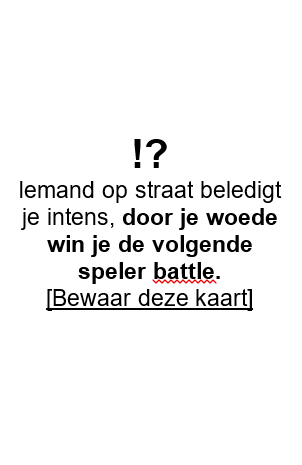 !?
Iemand op straat beledigt
je intens, door je woede
win je de volgende
speler battle.
[Bewaar deze kaart]